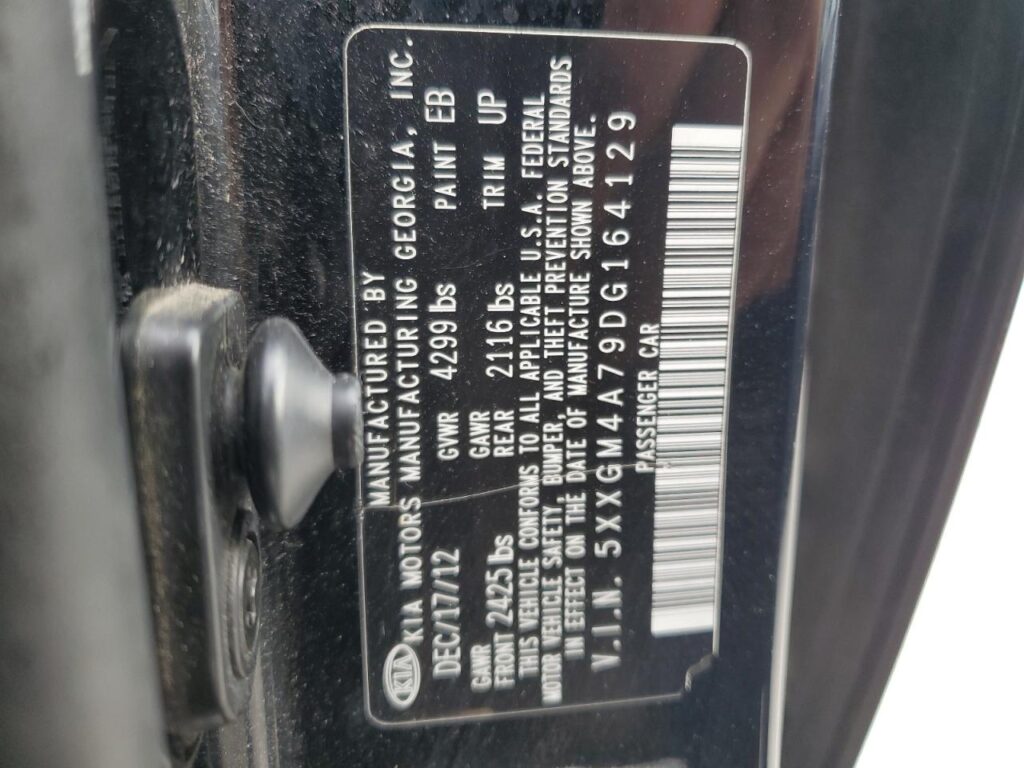 MANUFACTURED BY
KIA KIA MOTORS MANUFACTURING GEORGIA, INC.
DEC/17/12 GVWR 4299 lbs PAINT EB
GAWR FRONT 2425 lbs GAWR REAR 2116 lbs TRIM UP
THIS VEHICLE CONFORMS TO ALL APPLICABLE U.S.A. FEDERAL
MOTOR VEHICLE SAFETY, BUMPER, AND THEFT PREVENTION STANDARDS
IN EFFECT ON THE DATE OF MANUFACTURE SHOWN ABOVE.
V.I.N. 5XXGM4A79DG164129
PASSENGER CAR